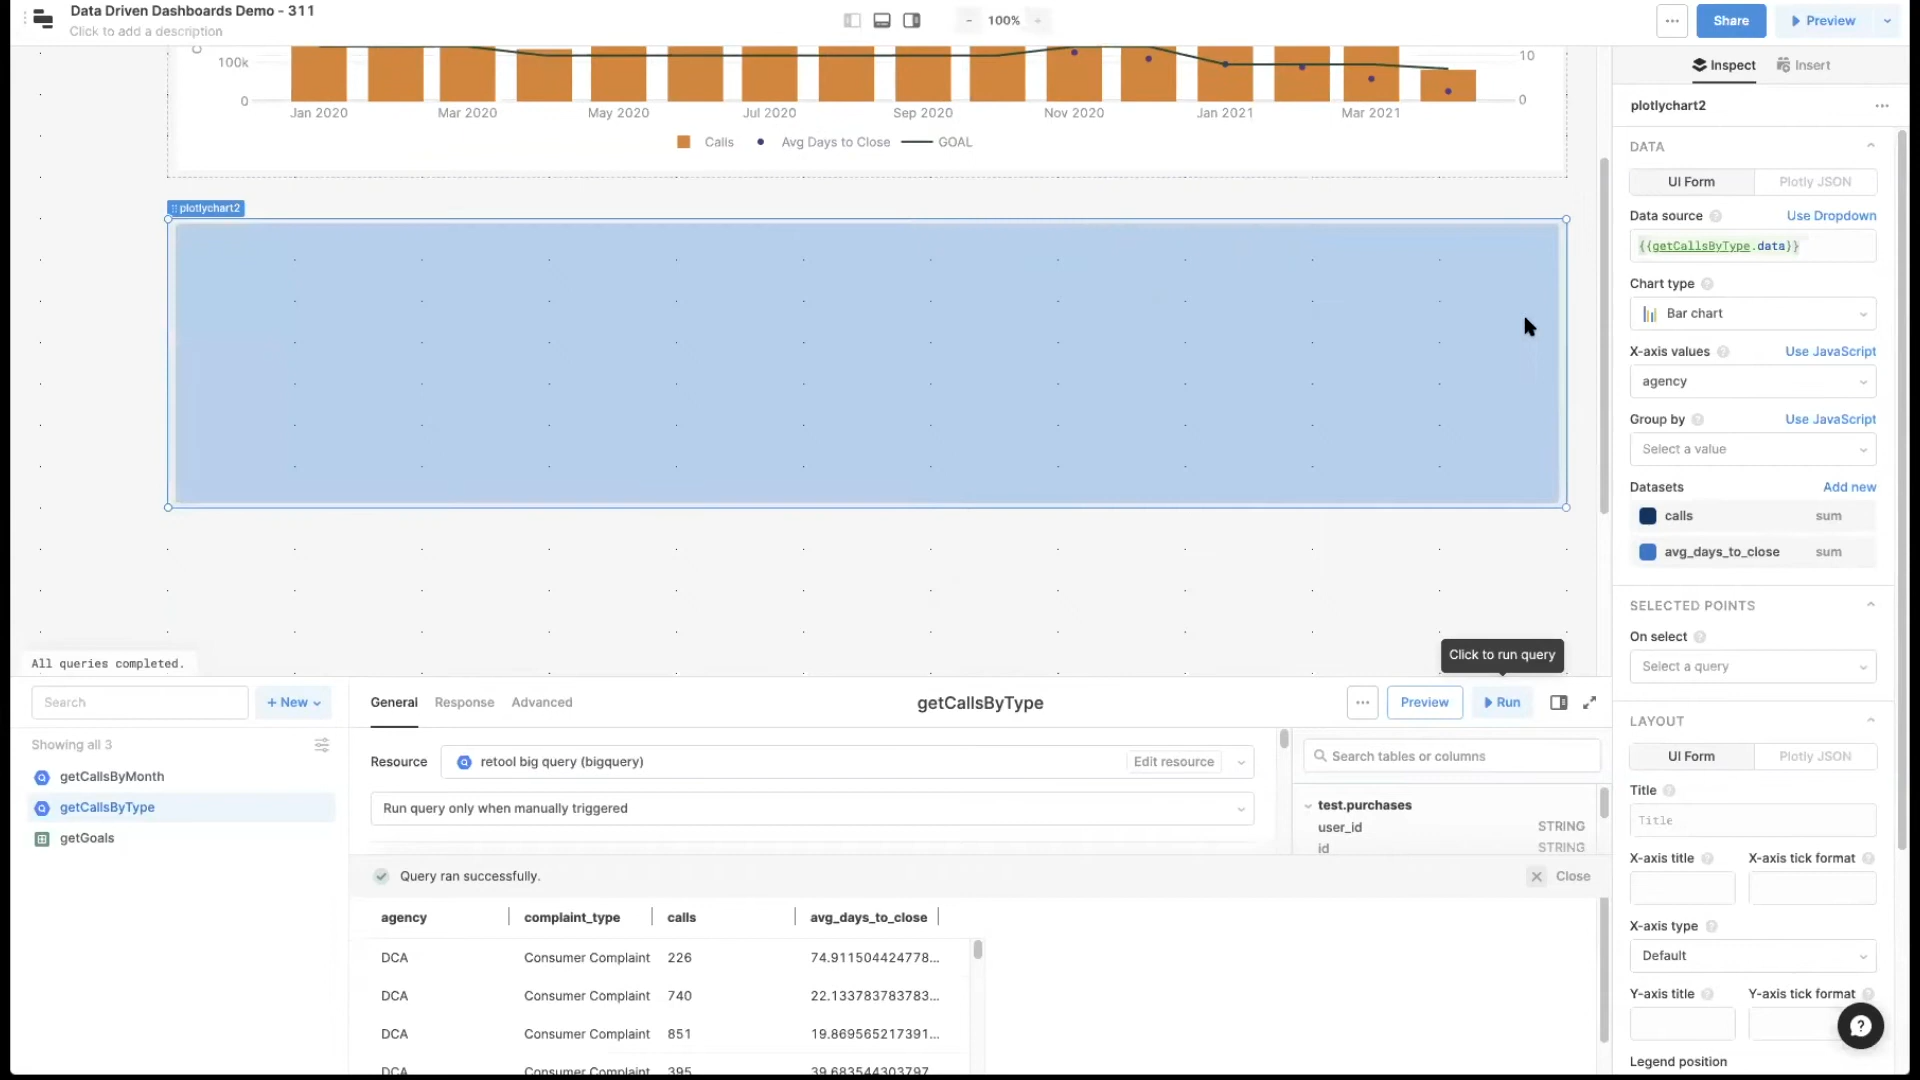 Data Driven Dashboards Demo - 311
Click to add a description
- 100% +
...
Share
Preview
100k
0
10
0
Jan 2020
Mar 2020
May 2020
Jul 2020
Sep 2020
Nov 2020
Jan 2021
Mar 2021
Calls
Avg Days to Close
GOAL
plotlychart2
All queries completed.
Click to run query
Search
+ New
Showing all 3
getCallsByMonth
getCallsByType
getGoals
General
Response
Advanced
getCallsByType
...
Preview
Run
Resource
retool big query (bigquery)
Edit resource
Run query only when manually triggered
Search tables or columns
test.purchases
user_id STRING
id STRING
Query ran successfully.
Close
agency complaint_type calls avg_days_to_close
DCA Consumer Complaint 226 74.911504424778...
DCA Consumer Complaint 740 22.133783783783...
DCA Consumer Complaint 851 19.869565217391...
DCA Consumer Complaint 395 39.683544303797...
Inspect
Insert
plotlychart2
...
DATA
UI Form
Plotly JSON
Data source ? Use Dropdown
{{getCallsByType.data}}
Chart type ?
Bar chart
X-axis values ? Use JavaScript
agency
Group by ? Use JavaScript
Select a value
Datasets Add new
calls sum
avg_days_to_close sum
SELECTED POINTS
On select ?
Select a query
LAYOUT
UI Form
Plotly JSON
Title ?
Title
X-axis title ? X-axis tick format ?
X-axis type ?
Default
Y-axis title ? Y-axis tick format ?
?
Legend position